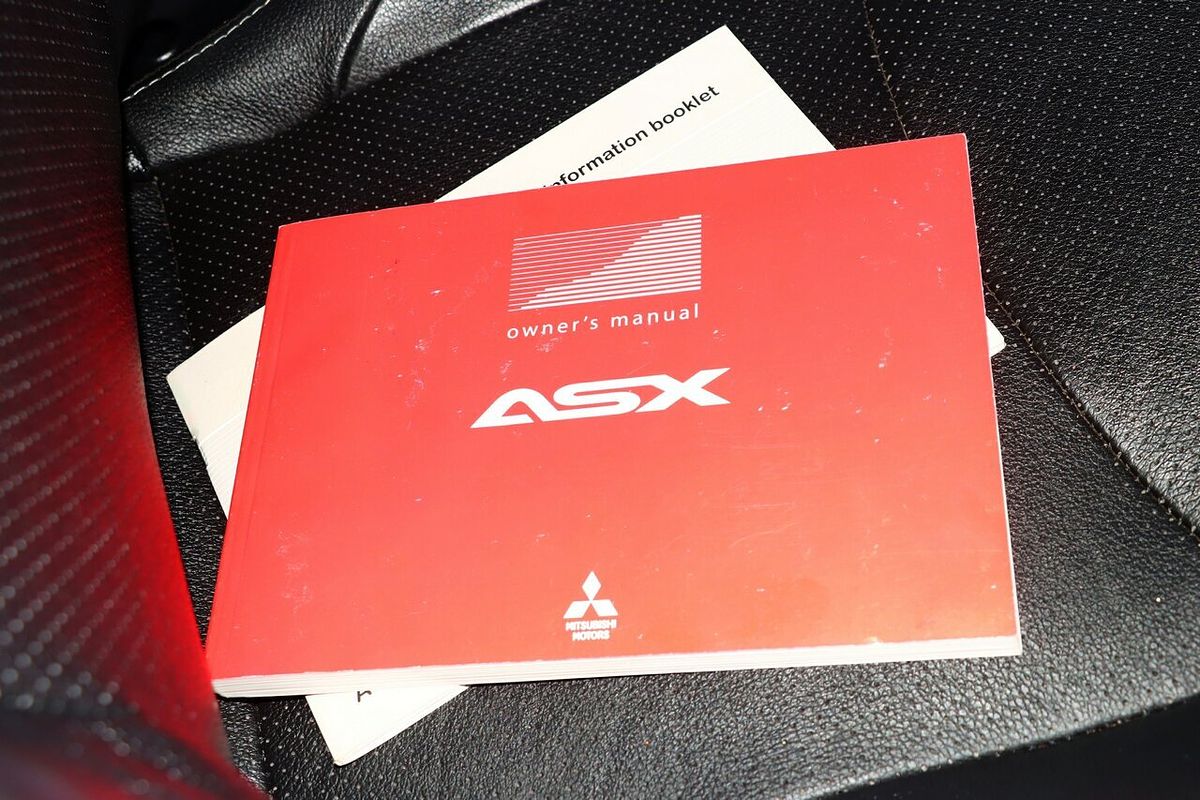 information booklet
owner's manual
ASX
MITSUBISHI
MOTORS